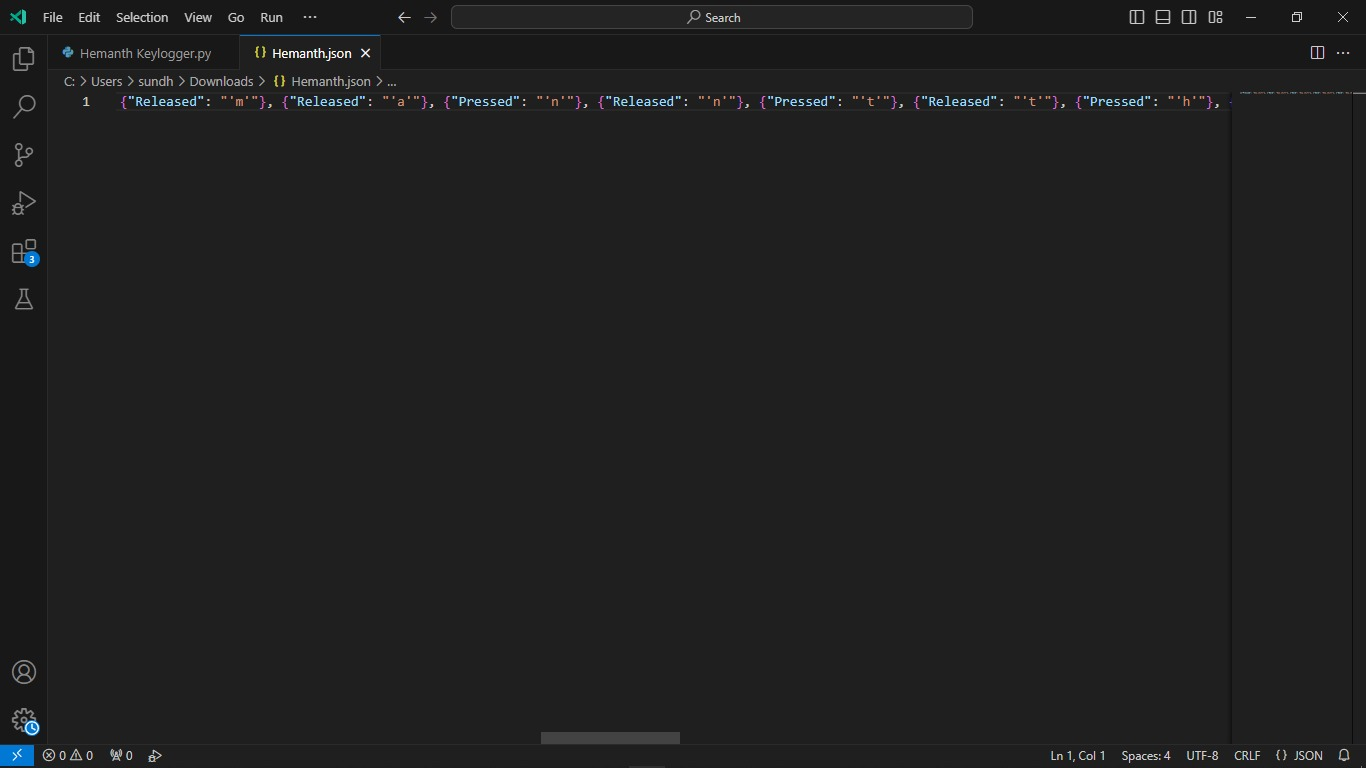 File Edit Selection View Go Run ··· Search
Hemanth Keylogger.py {} Hemanth.json
C: > Users > sundh > Downloads > {} Hemanth.json > ...
1 {"Released": "'m'"}, {"Released": "'a'"}, {"Pressed": "'n'"}, {"Released": "'n'"}, {"Pressed": "'t'"}, {"Released": "'t'"}, {"Pressed": "'h'"},
3
0 0 0 Ln 1, Col 1 Spaces: 4 UTF-8 CRLF {} JSON